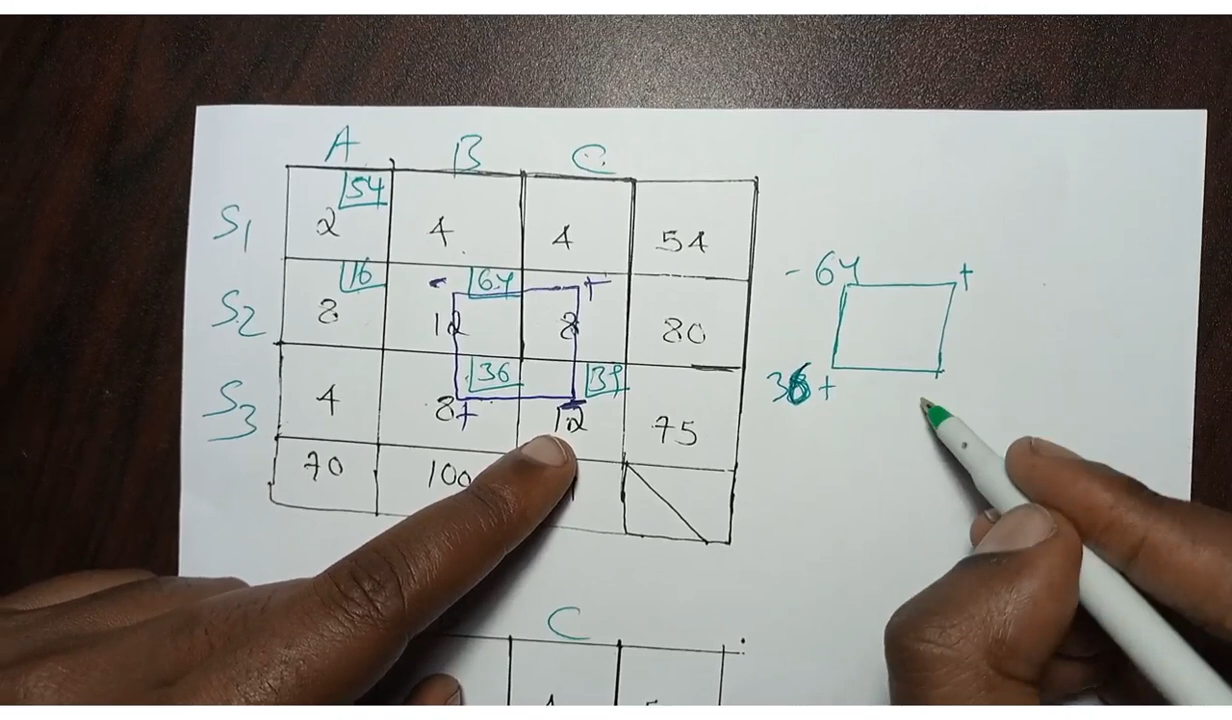 A B C
54
S1 2 4 4 54
16 64
- +
S2 8 12 8 80
36 39
S3 4 8+ 12 75
70 100
- 64 +
36 +
C